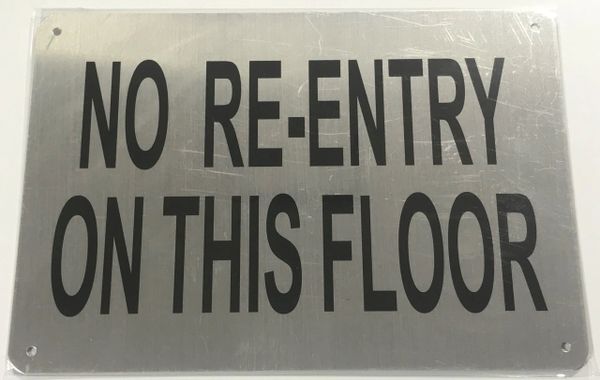 NO RE-ENTRY
ON THIS FLOOR